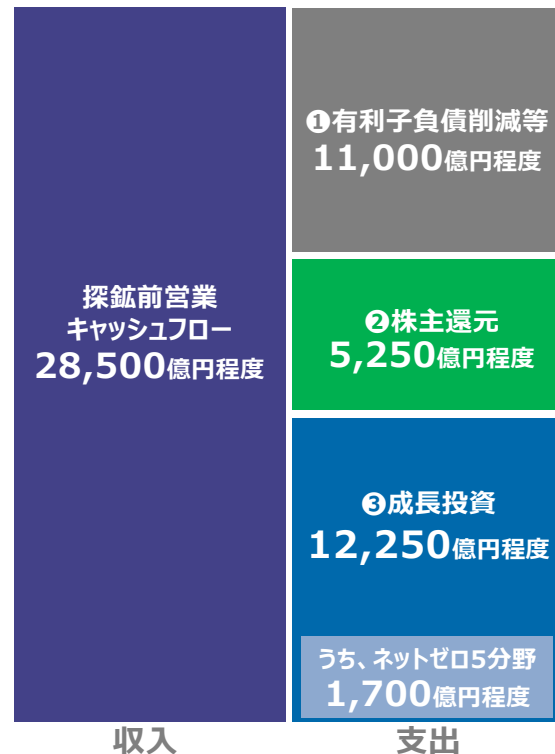 探鉱前営業
キャッシュフロー
28,500億円程度
❶有利子負債削減等
11,000億円程度
❷株主還元
5,250億円程度
❸成長投資
12,250億円程度
うち、ネットゼロ5分野
1,700億円程度
収入
支出